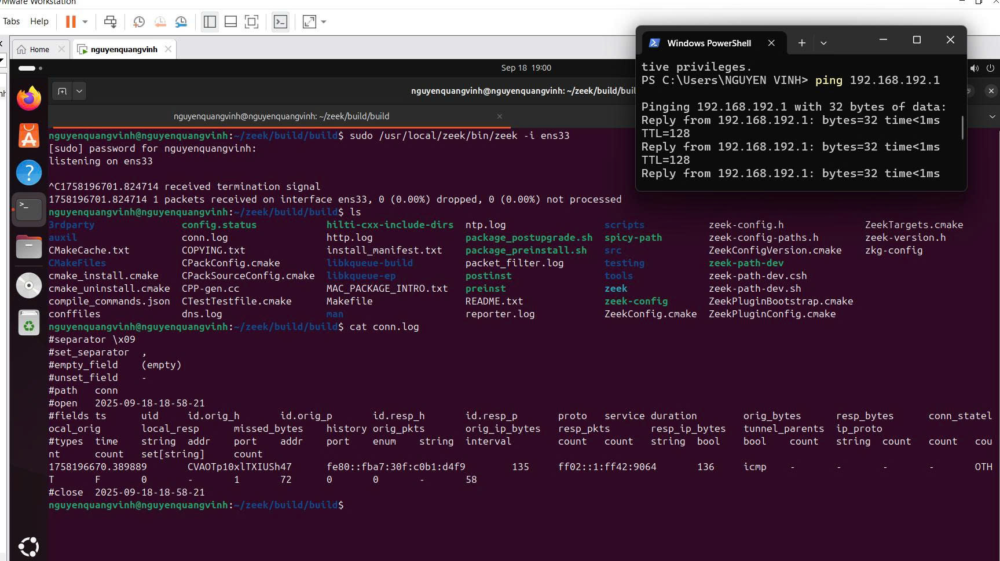 VMware Workstation
Tabs Help
Home
nguyenquangvinh
Sep 18 19:00
nguyenquangvinh@nguyenquangvinh: ~/zeek/build/buil
nguyenquangvinh@nguyenquangvinh: ~/zeek/build/build
nguyenquangvinh@nguyenquangvinh:~/zeek/build/build$ sudo /usr/local/zeek/bin/zeek -i ens33
[sudo] password for nguyenquangvinh:
listening on ens33
^C1758196701.824714 received termination signal
1758196701.824714 1 packets received on interface ens33, 0 (0.00%) dropped, 0 (0.00%) not processed
nguyenquangvinh@nguyenquangvinh:~/zeek/build/build$ ls
3rdparty config.status hilti-cxx-include-dirs ntp.log scripts zeek-config.h ZeekTargets.cmake
auxil conn.log http.log package_postupgrade.sh spicy-path zeek-config-paths.h zeek-version.h
CMakeCache.txt COPYING.txt install_manifest.txt package_preinstall.sh src ZeekConfigVersion.cmake zkg-config
CMakeFiles CPackConfig.cmake libkqueue-build packet_filter.log testing zeek-path-dev
cmake_install.cmake CPackSourceConfig.cmake libkqueue-ep postinst tools zeek-path-dev.csh
cmake_uninstall.cmake CPP-gen.cc MAC_PACKAGE_INTRO.txt preinst zeek zeek-path-dev.sh
compile_commands.json CTestTestfile.cmake Makefile README.txt zeek-config ZeekPluginBootstrap.cmake
conffiles dns.log man reporter.log ZeekConfig.cmake ZeekPluginConfig.cmake
nguyenquangvinh@nguyenquangvinh:~/zeek/build/build$ cat conn.log
#separator \x09
#set_separator ,
#empty_field (empty)
#unset_field -
#path conn
#open 2025-09-18-18-58-21
#fields ts uid id.orig_h id.orig_p id.resp_h id.resp_p proto service duration orig_bytes resp_bytes conn_statel
ocal_orig local_resp missed_bytes history orig_pkts orig_ip_bytes resp_pkts resp_ip_bytes tunnel_parents ip_proto
#types time string addr port addr port enum string interval count count string bool bool count string count count cou
nt count set[string] count
1758196670.389889 CVAOTp10xlTXIUSh47 fe80::fba7:30f:c0b1:d4f9 135 ff02::1:ff42:9064 136 icmp - - - - OTH
T F 0 - 1 72 0 0 - 58
#close 2025-09-18-18-58-21
nguyenquangvinh@nguyenquangvinh:~/zeek/build/build$
Windows PowerShell
tive privileges.
PS C:\Users\NGUYEN VINH> ping 192.168.192.1
Pinging 192.168.192.1 with 32 bytes of data:
Reply from 192.168.192.1: bytes=32 time<1ms
TTL=128
Reply from 192.168.192.1: bytes=32 time<1ms
TTL=128
Reply from 192.168.192.1: bytes=32 time<1ms